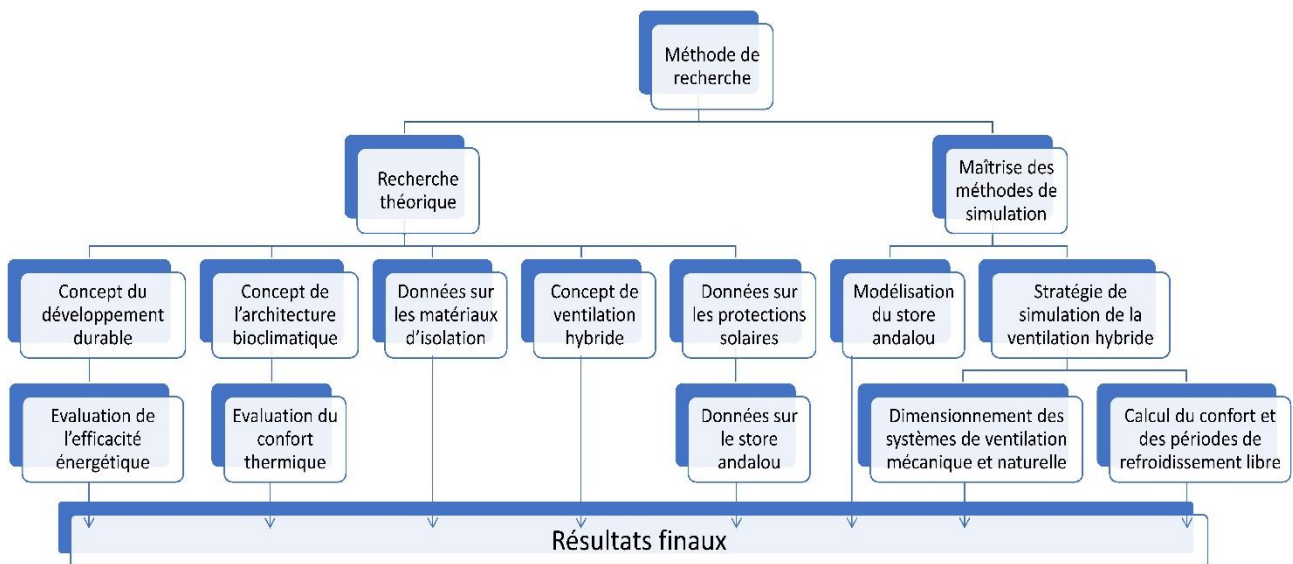 Méthode de
recherche
Recherche
théorique
Maîtrise des
méthodes de
simulation
Concept du
développement
durable
Concept de
l'architecture
bioclimatique
Données sur
les matériaux
d'isolation
Concept de
ventilation
hybride
Données sur
les protections
solaires
Modélisation
du store
andalou
Stratégie de
simulation de la
ventilation hybride
Evaluation de
l'efficacité
énergétique
Evaluation du
confort
thermique
Données sur
le store
andalou
Dimensionnement des
systèmes de ventilation
mécanique et naturelle
Calcul du confort et
des périodes de
refroidissement libre
Résultats finaux